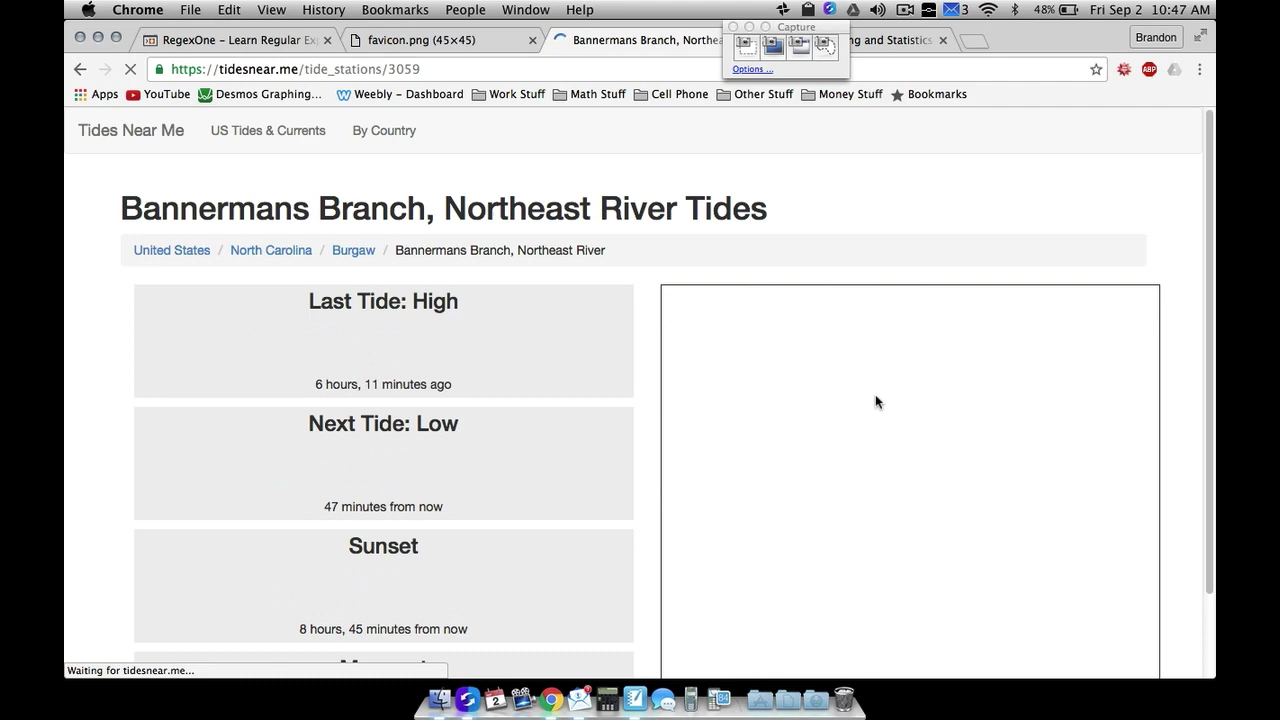 Chrome File Edit View History Bookmarks People Window Help 3 48% Fri Sep 2 10:47 AM
Capture
RegexOne – Learn Regular Ex favicon.png (45×45) Bannermans Branch, Northe ng and Statistics Brandon
https://tidesnear.me/tide_stations/3059
Options ...
Apps YouTube Desmos Graphing... Weebly - Dashboard Work Stuff Math Stuff Cell Phone Other Stuff Money Stuff Bookmarks
Tides Near Me US Tides & Currents By Country
Bannermans Branch, Northeast River Tides
United States / North Carolina / Burgaw / Bannermans Branch, Northeast River
Last Tide: High
6 hours, 11 minutes ago
Next Tide: Low
47 minutes from now
Sunset
8 hours, 45 minutes from now
Waiting for tidesnear.me...